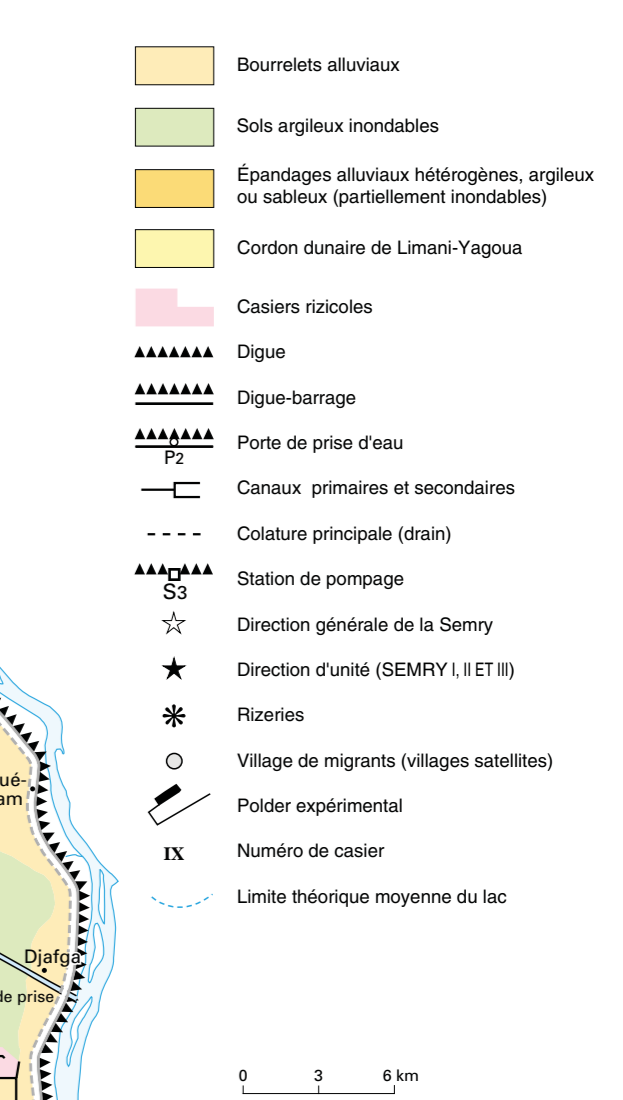 Bourrelets alluviaux
Sols argileux inondables
Épandages alluviaux hétérogènes, argileux
ou sableux (partiellement inondables)
Cordon dunaire de Limani-Yagoua
Casiers rizicoles
Digue
Digue-barrage
Porte de prise d'eau
P2
Canaux primaires et secondaires
Colature principale (drain)
Station de pompage
S3
Direction générale de la Semry
Direction d'unité (SEMRY I, II ET III)
Rizeries
Village de migrants (villages satellites)
Polder expérimental
IX Numéro de casier
Limite théorique moyenne du lac
ué-
am
Djafga
de prise
0 3 6 km